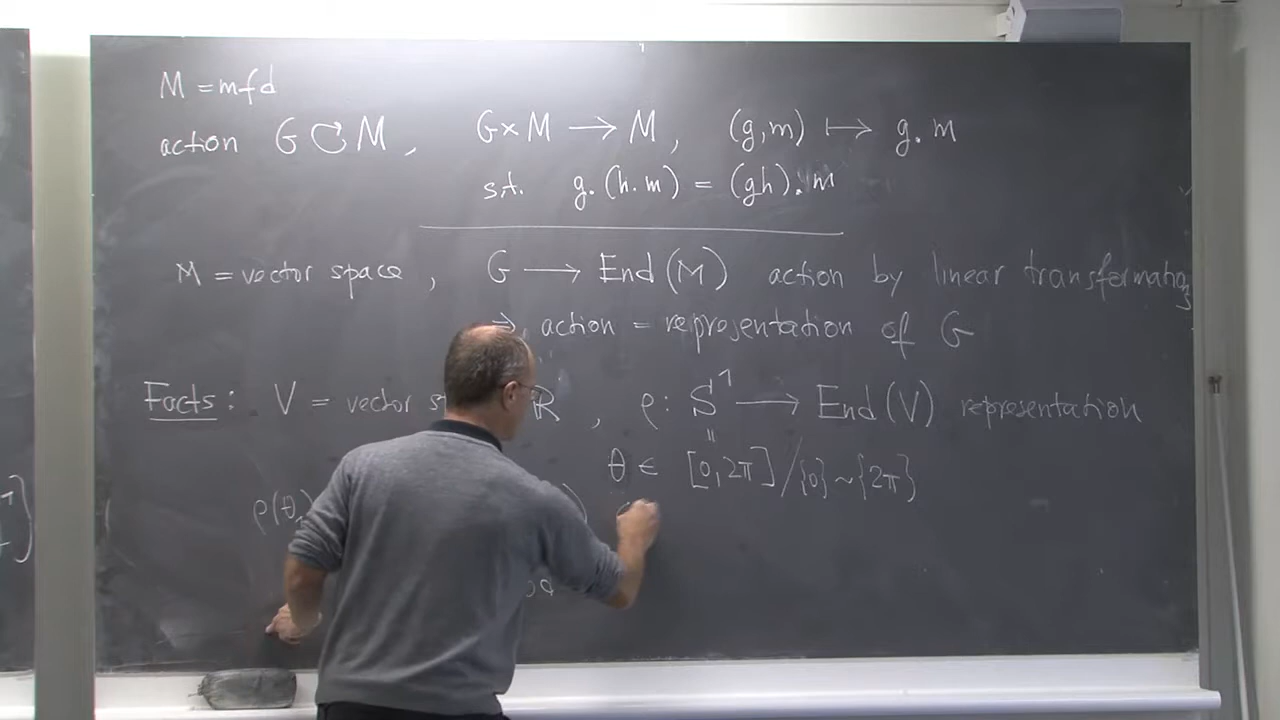 M = mfd
action G ⟳ M , G × M ⟶ M , (g,m) ⟼ g.m
s.t. g.(h.m) = (gh).m
M = vector space , G ⟶ End(M) action by linear transformations
⇒ action = representation of G
Facts : V = vector ℝ , ρ: S¹ ⟶ End(V) representation
=
θ ∈ [0,2π]/{0}∼{2π}
ρ(θ )